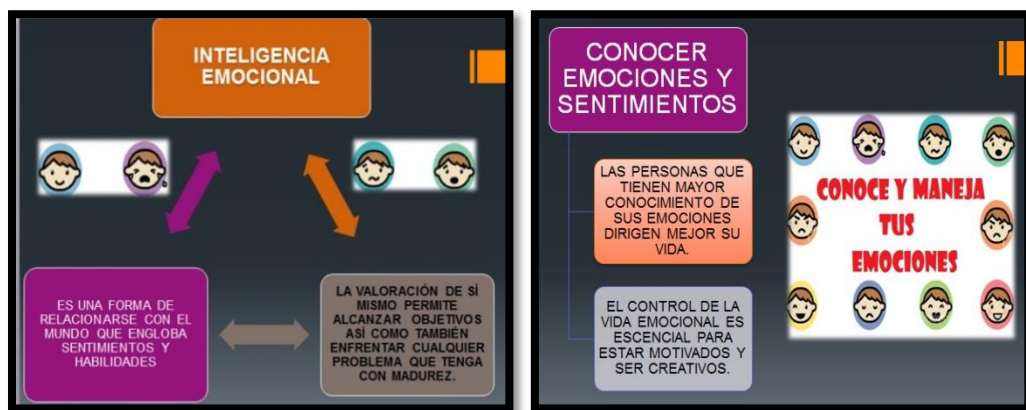 INTELIGENCIA
EMOCIONAL
ES UNA FORMA DE
RELACIONARSE CON EL
MUNDO QUE ENGLOBA
SENTIMIENTOS Y
HABILIDADES
LA VALORACIÓN DE SÍ
MISMO PERMITE
ALCANZAR OBJETIVOS
ASÍ COMO TAMBIÉN
ENFRENTAR CUALQUIER
PROBLEMA QUE TENGA
CON MADUREZ.
CONOCER
EMOCIONES Y
SENTIMIENTOS
LAS PERSONAS QUE
TIENEN MAYOR
CONOCIMIENTO DE
SUS EMOCIONES
DIRIGEN MEJOR SU
VIDA.
EL CONTROL DE LA
VIDA EMOCIONAL ES
ESCENCIAL PARA
ESTAR MOTIVADOS Y
SER CREATIVOS.
CONOCE Y MANEJA
TUS
EMOCIONES